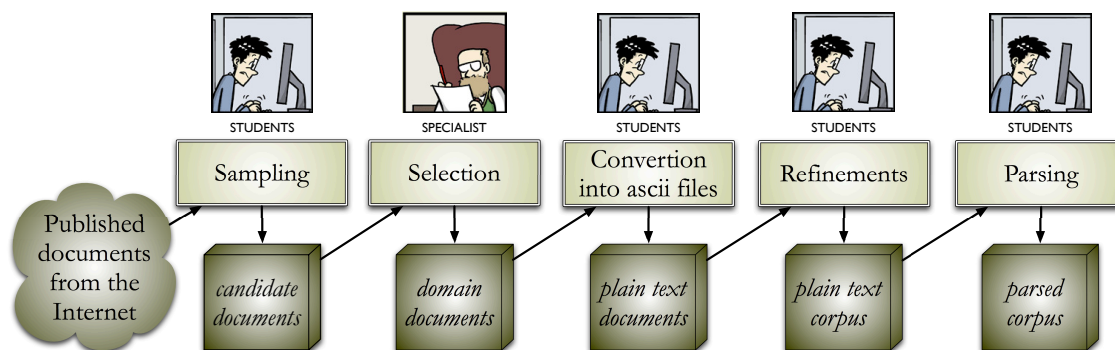 STUDENTS
SPECIALIST
STUDENTS
STUDENTS
STUDENTS
Sampling
Selection
Convertion
into ascii files
Refinements
Parsing
Published
documents
from the
Internet
candidate
documents
domain
documents
plain text
documents
plain text
corpus
parsed
corpus